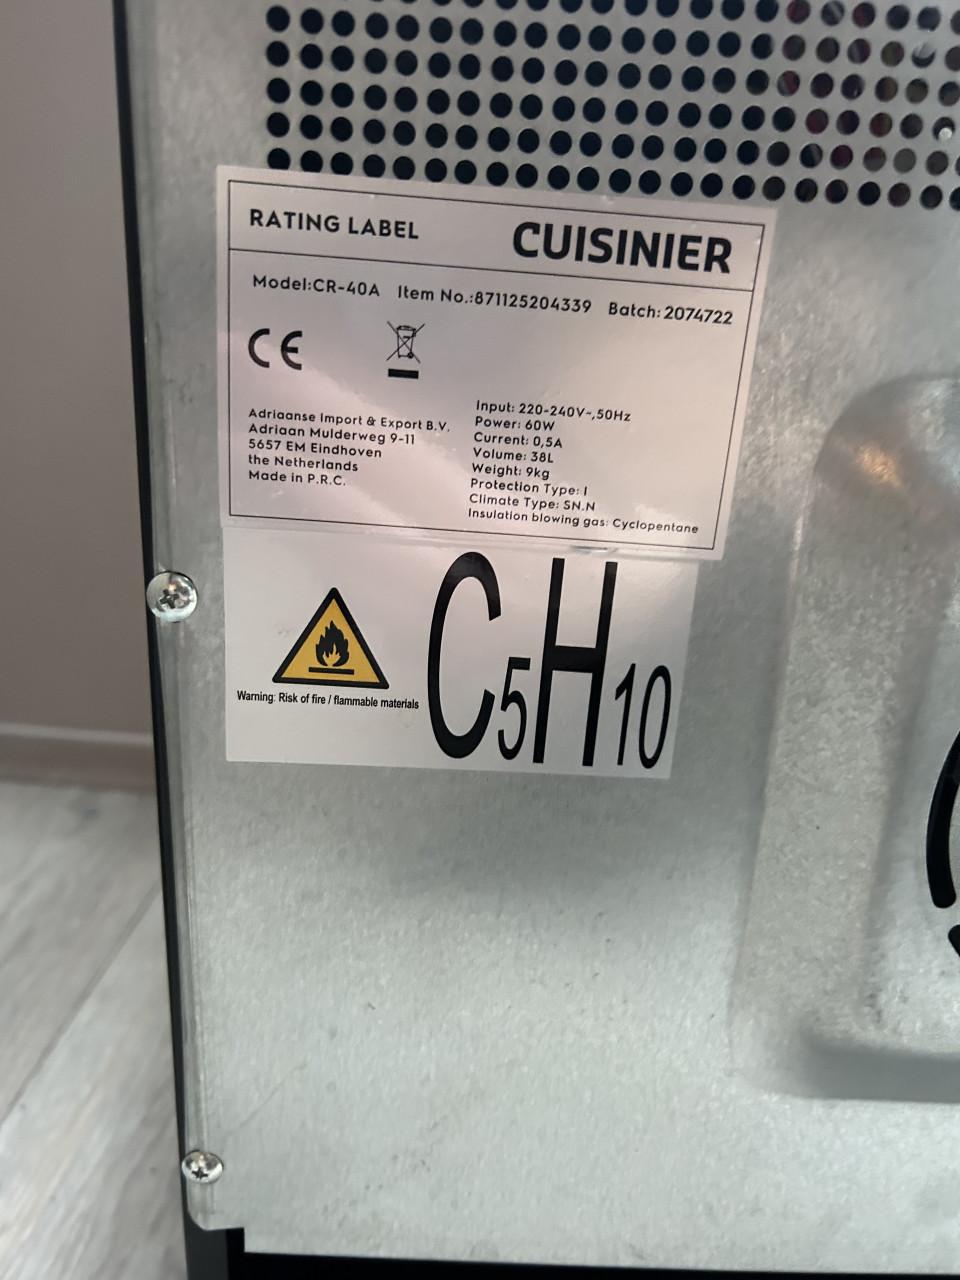 RATING LABEL CUISINIER
Model:CR-40A Item No.:871125204339 Batch: 2074722
CE
Adriaanse Import & Export B.V.
Adriaan Mulderweg 9-11
5657 EM Eindhoven
the Netherlands
Made in P.R.C.
Input: 220-240V~,50Hz
Power: 60W
Current: 0,5A
Volume: 38L
Weight: 9kg
Protection Type: I
Climate Type: SN.N
Insulation blowing gas: Cyclopentane
Warning: Risk of fire / flammable materials
C5H10